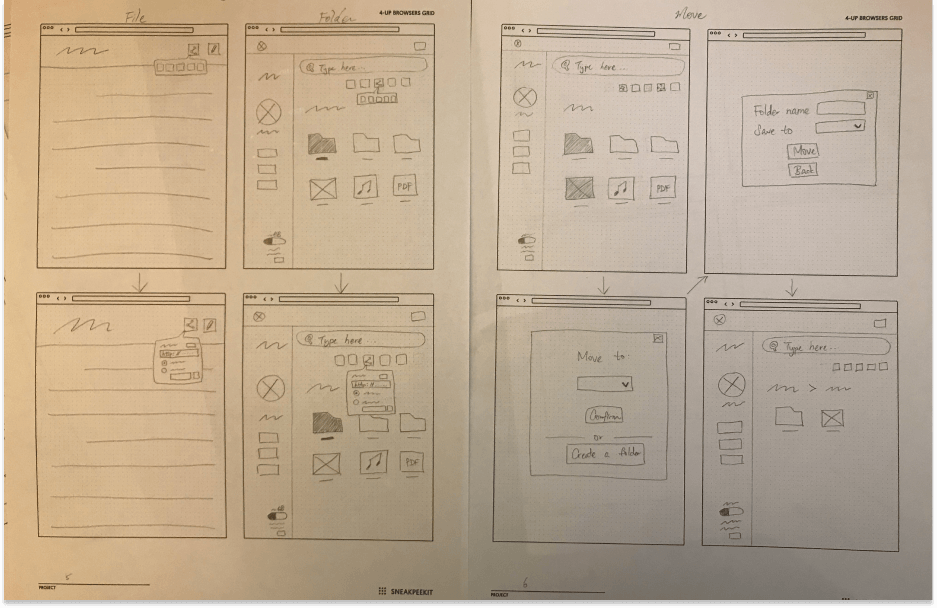 File
Folder
4-UP BROWSERS GRID
Type here...
PDF
Type here...
PDF
PROJECT
5
SNEAKPEEKIT
Move
4-UP BROWSERS GRID
Type here...
PDF
Folder name
Save to
Move
Back
Move to
Confirm
or
Create a folder
Type here...
PROJECT
6